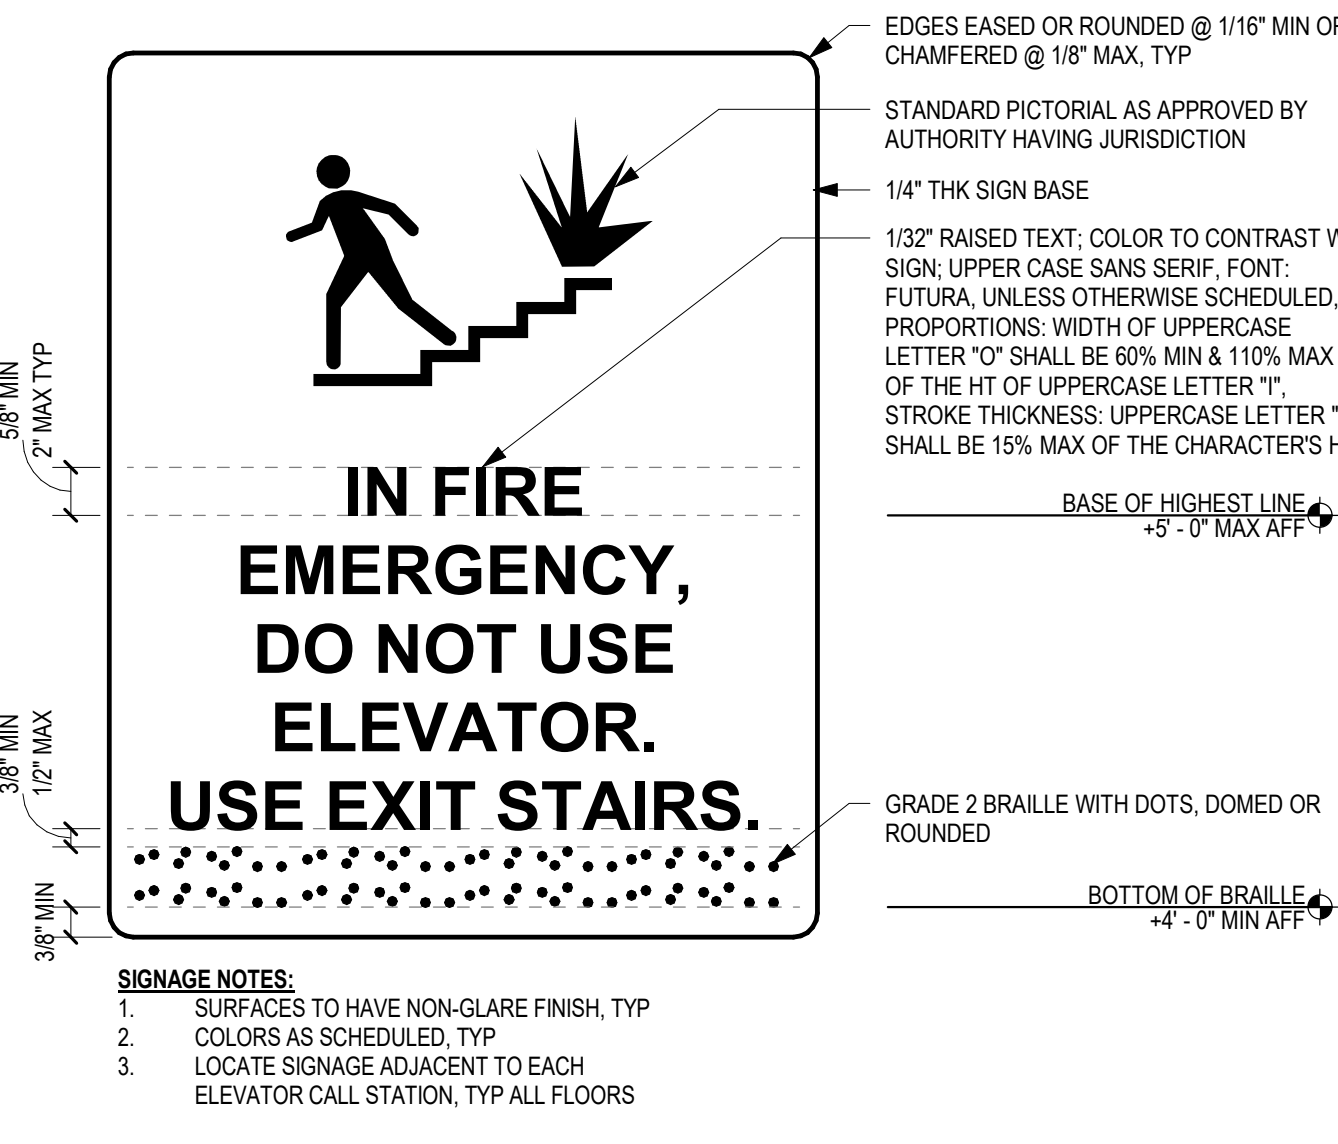 EDGES EASED OR ROUNDED @ 1/16" MIN OR
CHAMFERED @ 1/8" MAX, TYP
STANDARD PICTORIAL AS APPROVED BY
AUTHORITY HAVING JURISDICTION
1/4" THK SIGN BASE
1/32" RAISED TEXT; COLOR TO CONTRAST
SIGN; UPPER CASE SANS SERIF, FONT:
FUTURA, UNLESS OTHERWISE SCHEDULED,
PROPORTIONS: WIDTH OF UPPERCASE
LETTER "O" SHALL BE 60% MIN & 110% MAX
OF THE HT OF UPPERCASE LETTER "I",
STROKE THICKNESS: UPPERCASE LETTER
SHALL BE 15% MAX OF THE CHARACTER'S
5/8" MIN
2" MAX TYP
IN FIRE
EMERGENCY,
DO NOT USE
ELEVATOR.
USE EXIT STAIRS.
BASE OF HIGHEST LINE
+5' - 0" MAX AFF
3/8" MIN
1/2" MAX
GRADE 2 BRAILLE WITH DOTS, DOMED OR
ROUNDED
BOTTOM OF BRAILLE
+4' - 0" MIN AFF
3/8" MIN
SIGNAGE NOTES:
1. SURFACES TO HAVE NON-GLARE FINISH, TYP
2. COLORS AS SCHEDULED, TYP
3. LOCATE SIGNAGE ADJACENT TO EACH
ELEVATOR CALL STATION, TYP ALL FLOORS